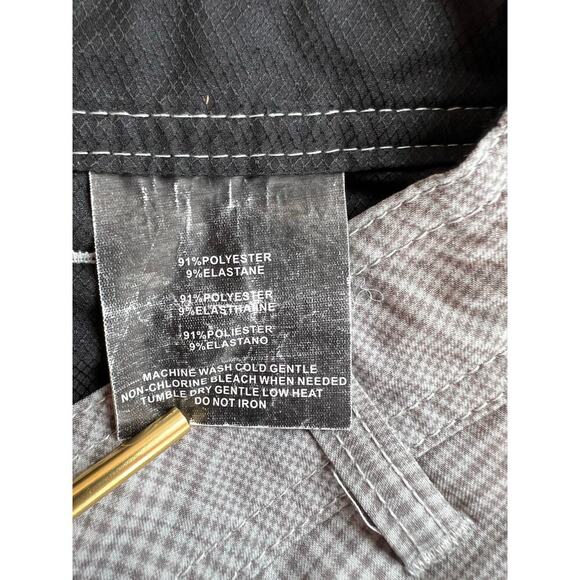 91%POLYESTER
9%ELASTANE
91%POLYESTER
9%ELASTHANNE
91%POLIESTER
9%ELASTANO
MACHINE WASH COLD GENTLE
NON-CHLORINE BLEACH WHEN NEEDED
TUMBLE DRY GENTLE LOW HEAT
DO NOT IRON